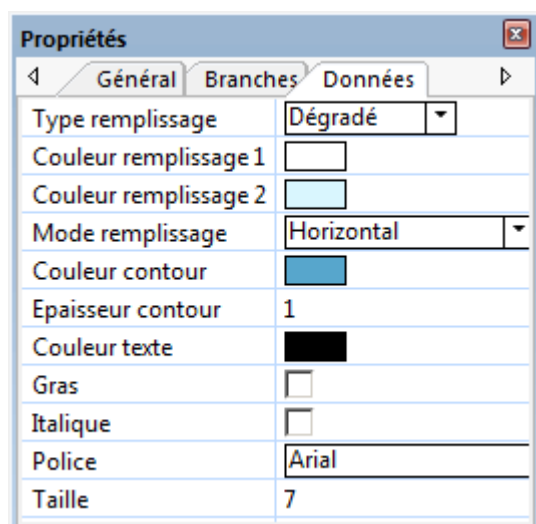 Propriétés
Général Branches Données
Type remplissage Dégradé
Couleur remplissage 1
Couleur remplissage 2
Mode remplissage Horizontal
Couleur contour
Epaisseur contour 1
Couleur texte
Gras
Italique
Police Arial
Taille 7